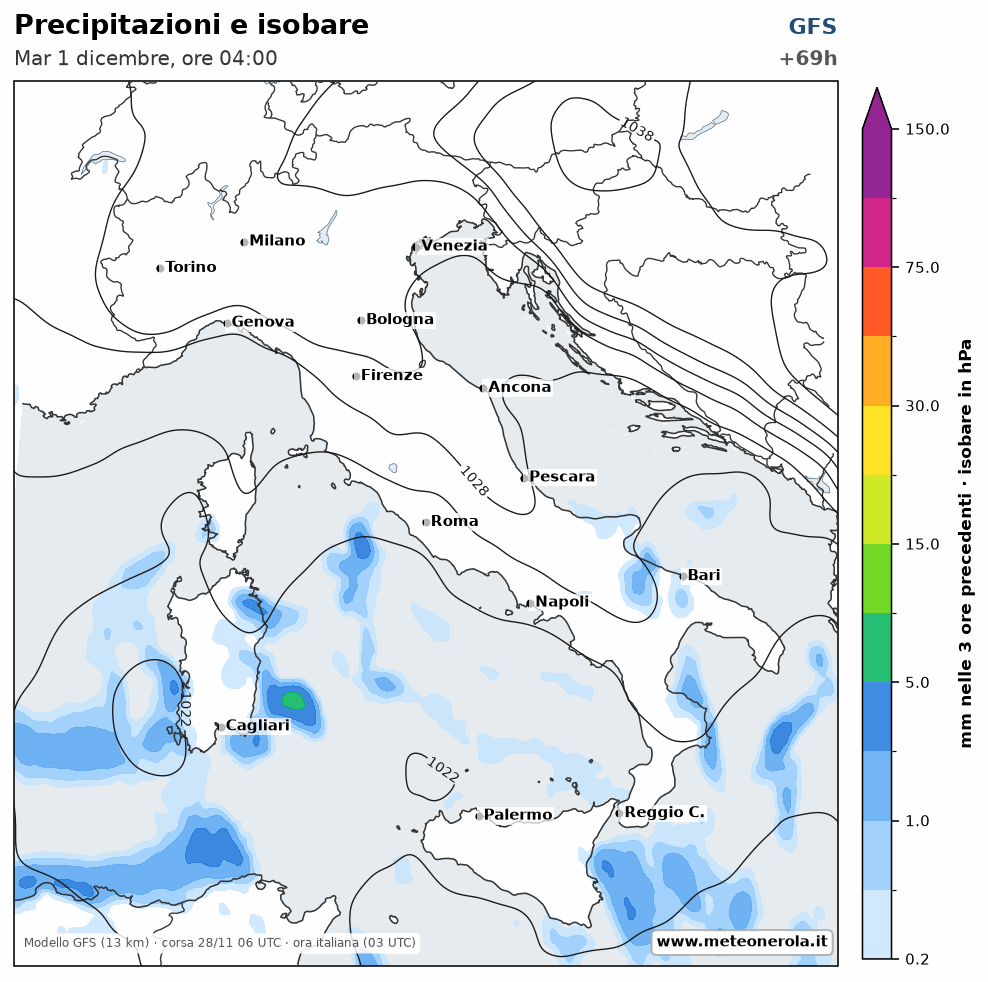 Precipitazioni e isobare
GFS
Mar 1 dicembre, ore 04:00
+69h
1038
150.0
Milano
Venezia
Torino
75.0
Genova
Bologna
Firenze
Ancona
30.0
1028
Pescara
Roma
15.0
Bari
Napoli
5.0
1022
Cagliari
1022
Palermo
Reggio C.
1.0
0.2
mm nelle 3 ore precedenti · isobare in hPa
Modello GFS (13 km) · corsa 28/11 06 UTC · ora italiana (03 UTC)
www.meteonerola.it